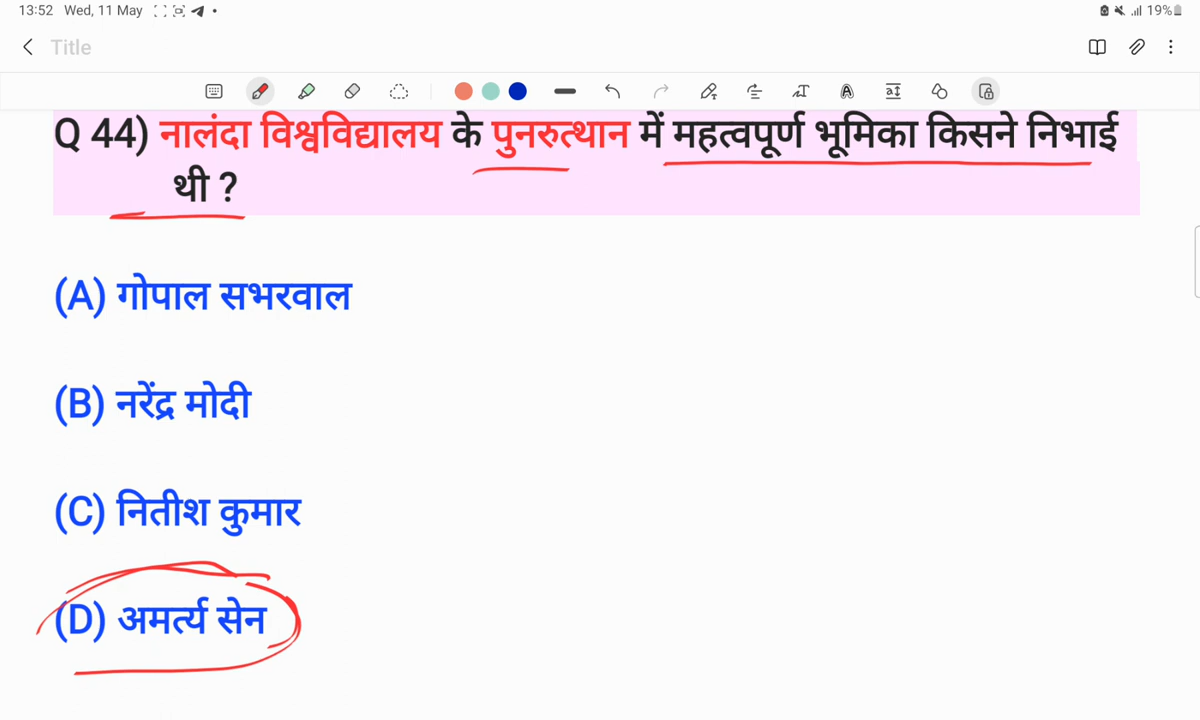 13:52 Wed, 11 May 19%
Title
Q 44) नालंदा विश्वविद्यालय के पुनरुत्थान में महत्वपूर्ण भूमिका किसने निभाई
थी ?
(A) गोपाल सभरवाल
(B) नरेंद्र मोदी
(C) नितीश कुमार
(D) अमर्त्य सेन